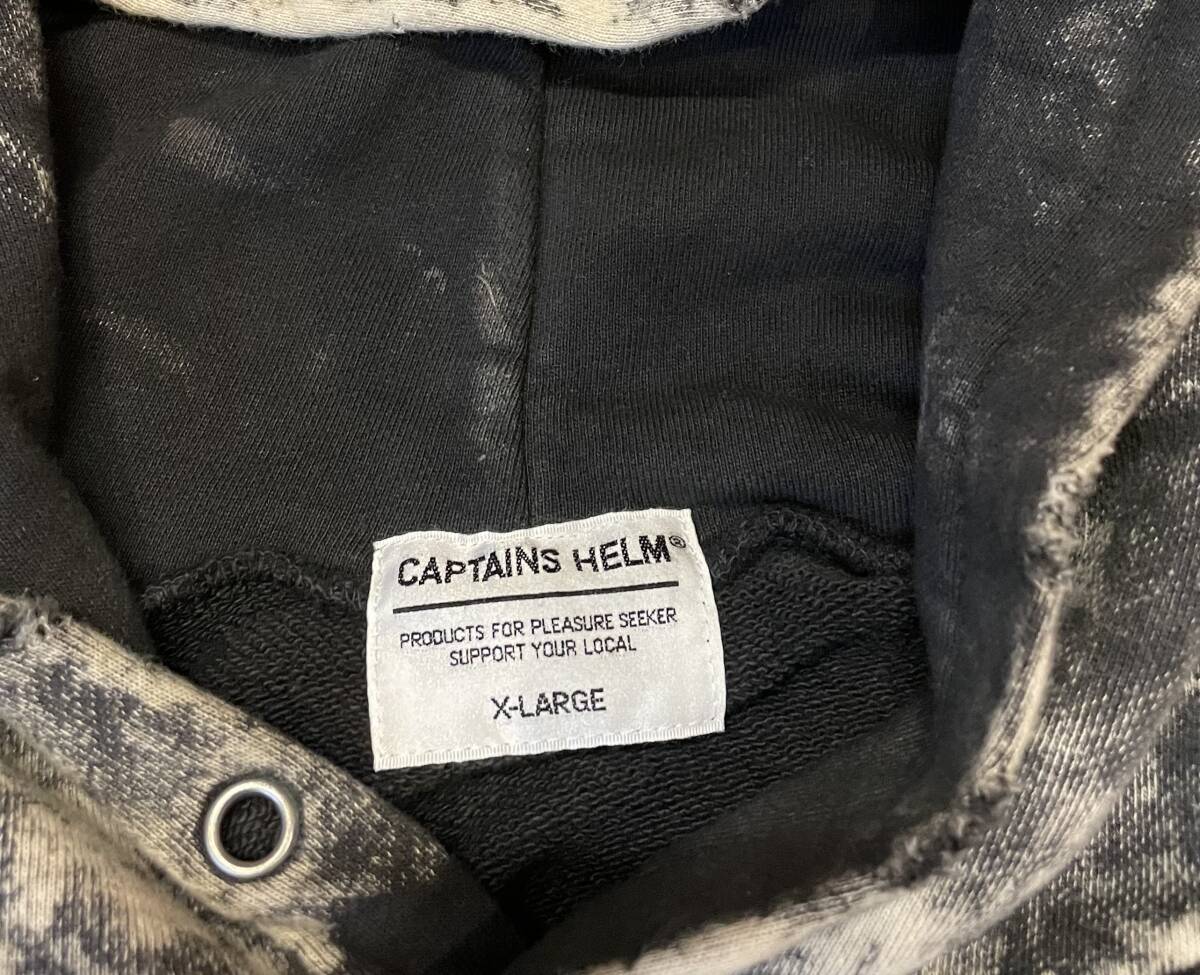 CAPTAINS HELM®
PRODUCTS FOR PLEASURE SEEKER
SUPPORT YOUR LOCAL
X-LARGE